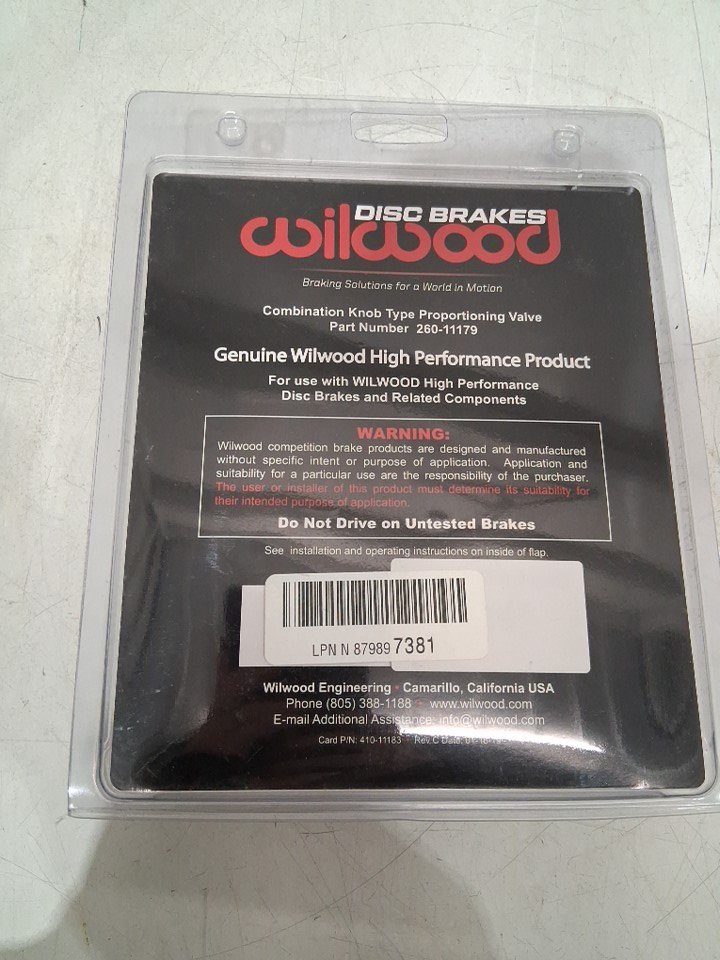 DISC BRAKES
wilwood
Braking Solutions for a World in Motion
Combination Knob Type Proportioning Valve
Part Number 260-11179
Genuine Wilwood High Performance Product
For use with WILWOOD High Performance
Disc Brakes and Related Components
WARNING:
Wilwood competition brake products are designed and manufactured
without specific intent or purpose of application. Application and
suitability for a particular use are the responsibility of the purchaser.
The user or installer of this product must determine its suitability for
their intended purpose of application.
Do Not Drive on Untested Brakes
See installation and operating instructions on inside of flap.
LPN N 87989 7381
Wilwood Engineering • Camarillo, California USA
Phone (805) 388-1188 • www.wilwood.com
E-mail Additional Assistance: info@wilwood.com
Card P/N: 410-11183 Rev C Date: